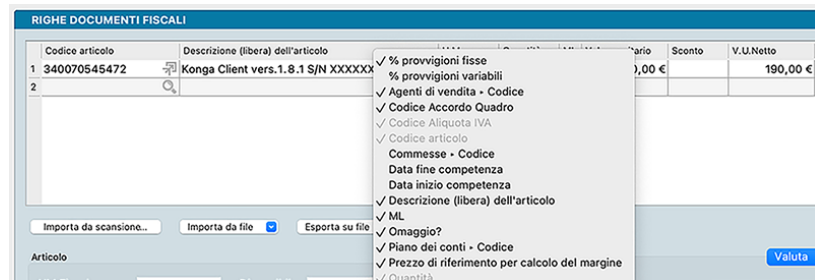 RIGHE DOCUMENTI FISCALI
Codice articolo Descrizione (libera) dell'articolo Sconto V.U.Netto
1 340070545472 Konga Client vers.1.8.1 S/N XXXXXX 0,00 € 190,00 €
2
✓ % provvigioni fisse
% provvigioni variabili
✓ Agenti di vendita ▸ Codice
✓ Codice Accordo Quadro
✓ Codice Aliquota IVA
✓ Codice articolo
Commesse ▸ Codice
Data fine competenza
Data inizio competenza
✓ Descrizione (libera) dell'articolo
✓ ML
✓ Omaggio?
✓ Piano dei conti ▸ Codice
✓ Prezzo di riferimento per calcolo del margine
✓ Quantità
Importa da scansione... Importa da file Esporta su file
Articolo Valuta